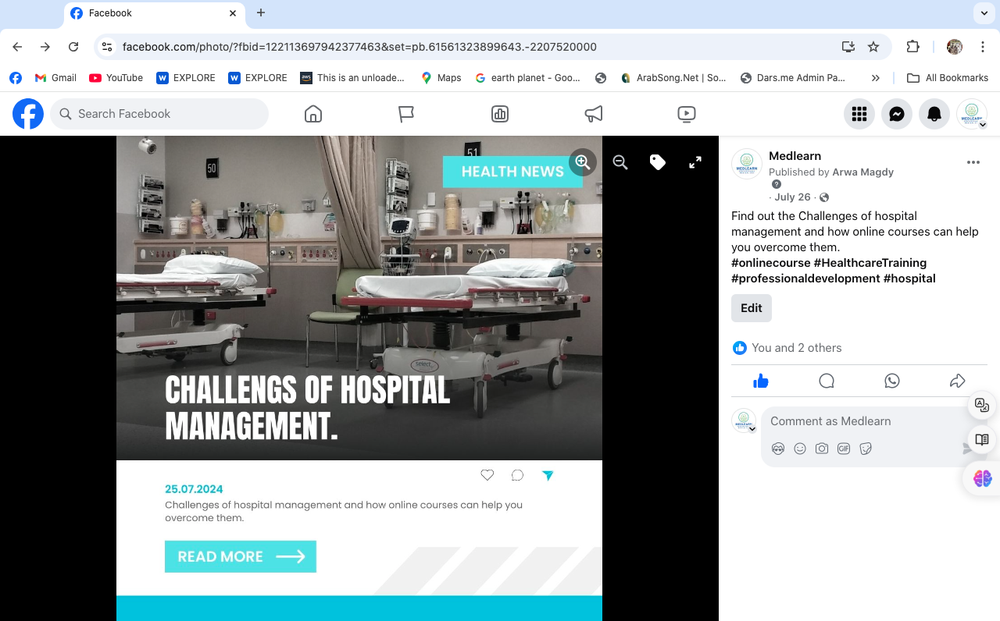 Facebook
facebook.com/photo/?fbid=122113697942377463&set=pb.61561323899643.-2207520000
Gmail
YouTube
EXPLORE
EXPLORE
aws
This is an unloade...
Maps
earth planet - Goo...
ArabSong.Net | So...
Dars.me Admin Pa...
All Bookmarks
Search Facebook
50
51
HEALTH NEWS
select
CHALLENGS OF HOSPITAL
MANAGEMENT.
25.07.2024
Challenges of hospital management and how online courses can help you
overcome them.
READ MORE
Medlearn
Published by Arwa Magdy
· July 26 ·
Find out the Challenges of hospital
management and how online courses can help
you overcome them.
#onlinecourse #HealthcareTraining
#professionaldevelopment #hospital
Edit
You and 2 others
Comment as Medlearn
GIF
MEDLEARN